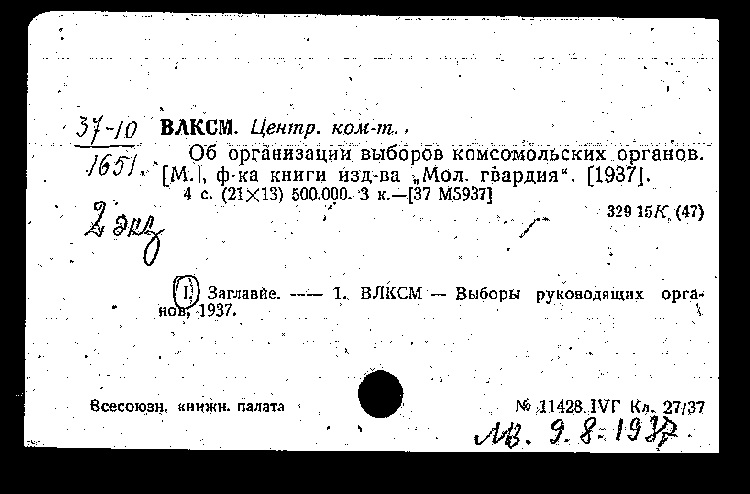 37-10
1651.
2 экз
ВЛКСМ. Центр. ком-т.
Об организации выборов комсомольских органов.
[М.], ф-ка книги изд-ва „Мол. гвардия“. [1937].
4 с. (21×13) 500.000. 3 к.—[37 М5937]
329 15К (47)
(I.) Заглавие. —— 1. ВЛКСМ — Выборы руководящих орга-
нов, 1937.
Всесоюзн. книжн. палата
№ 11428 IVГ Кл. 27/37
9.8.1937.